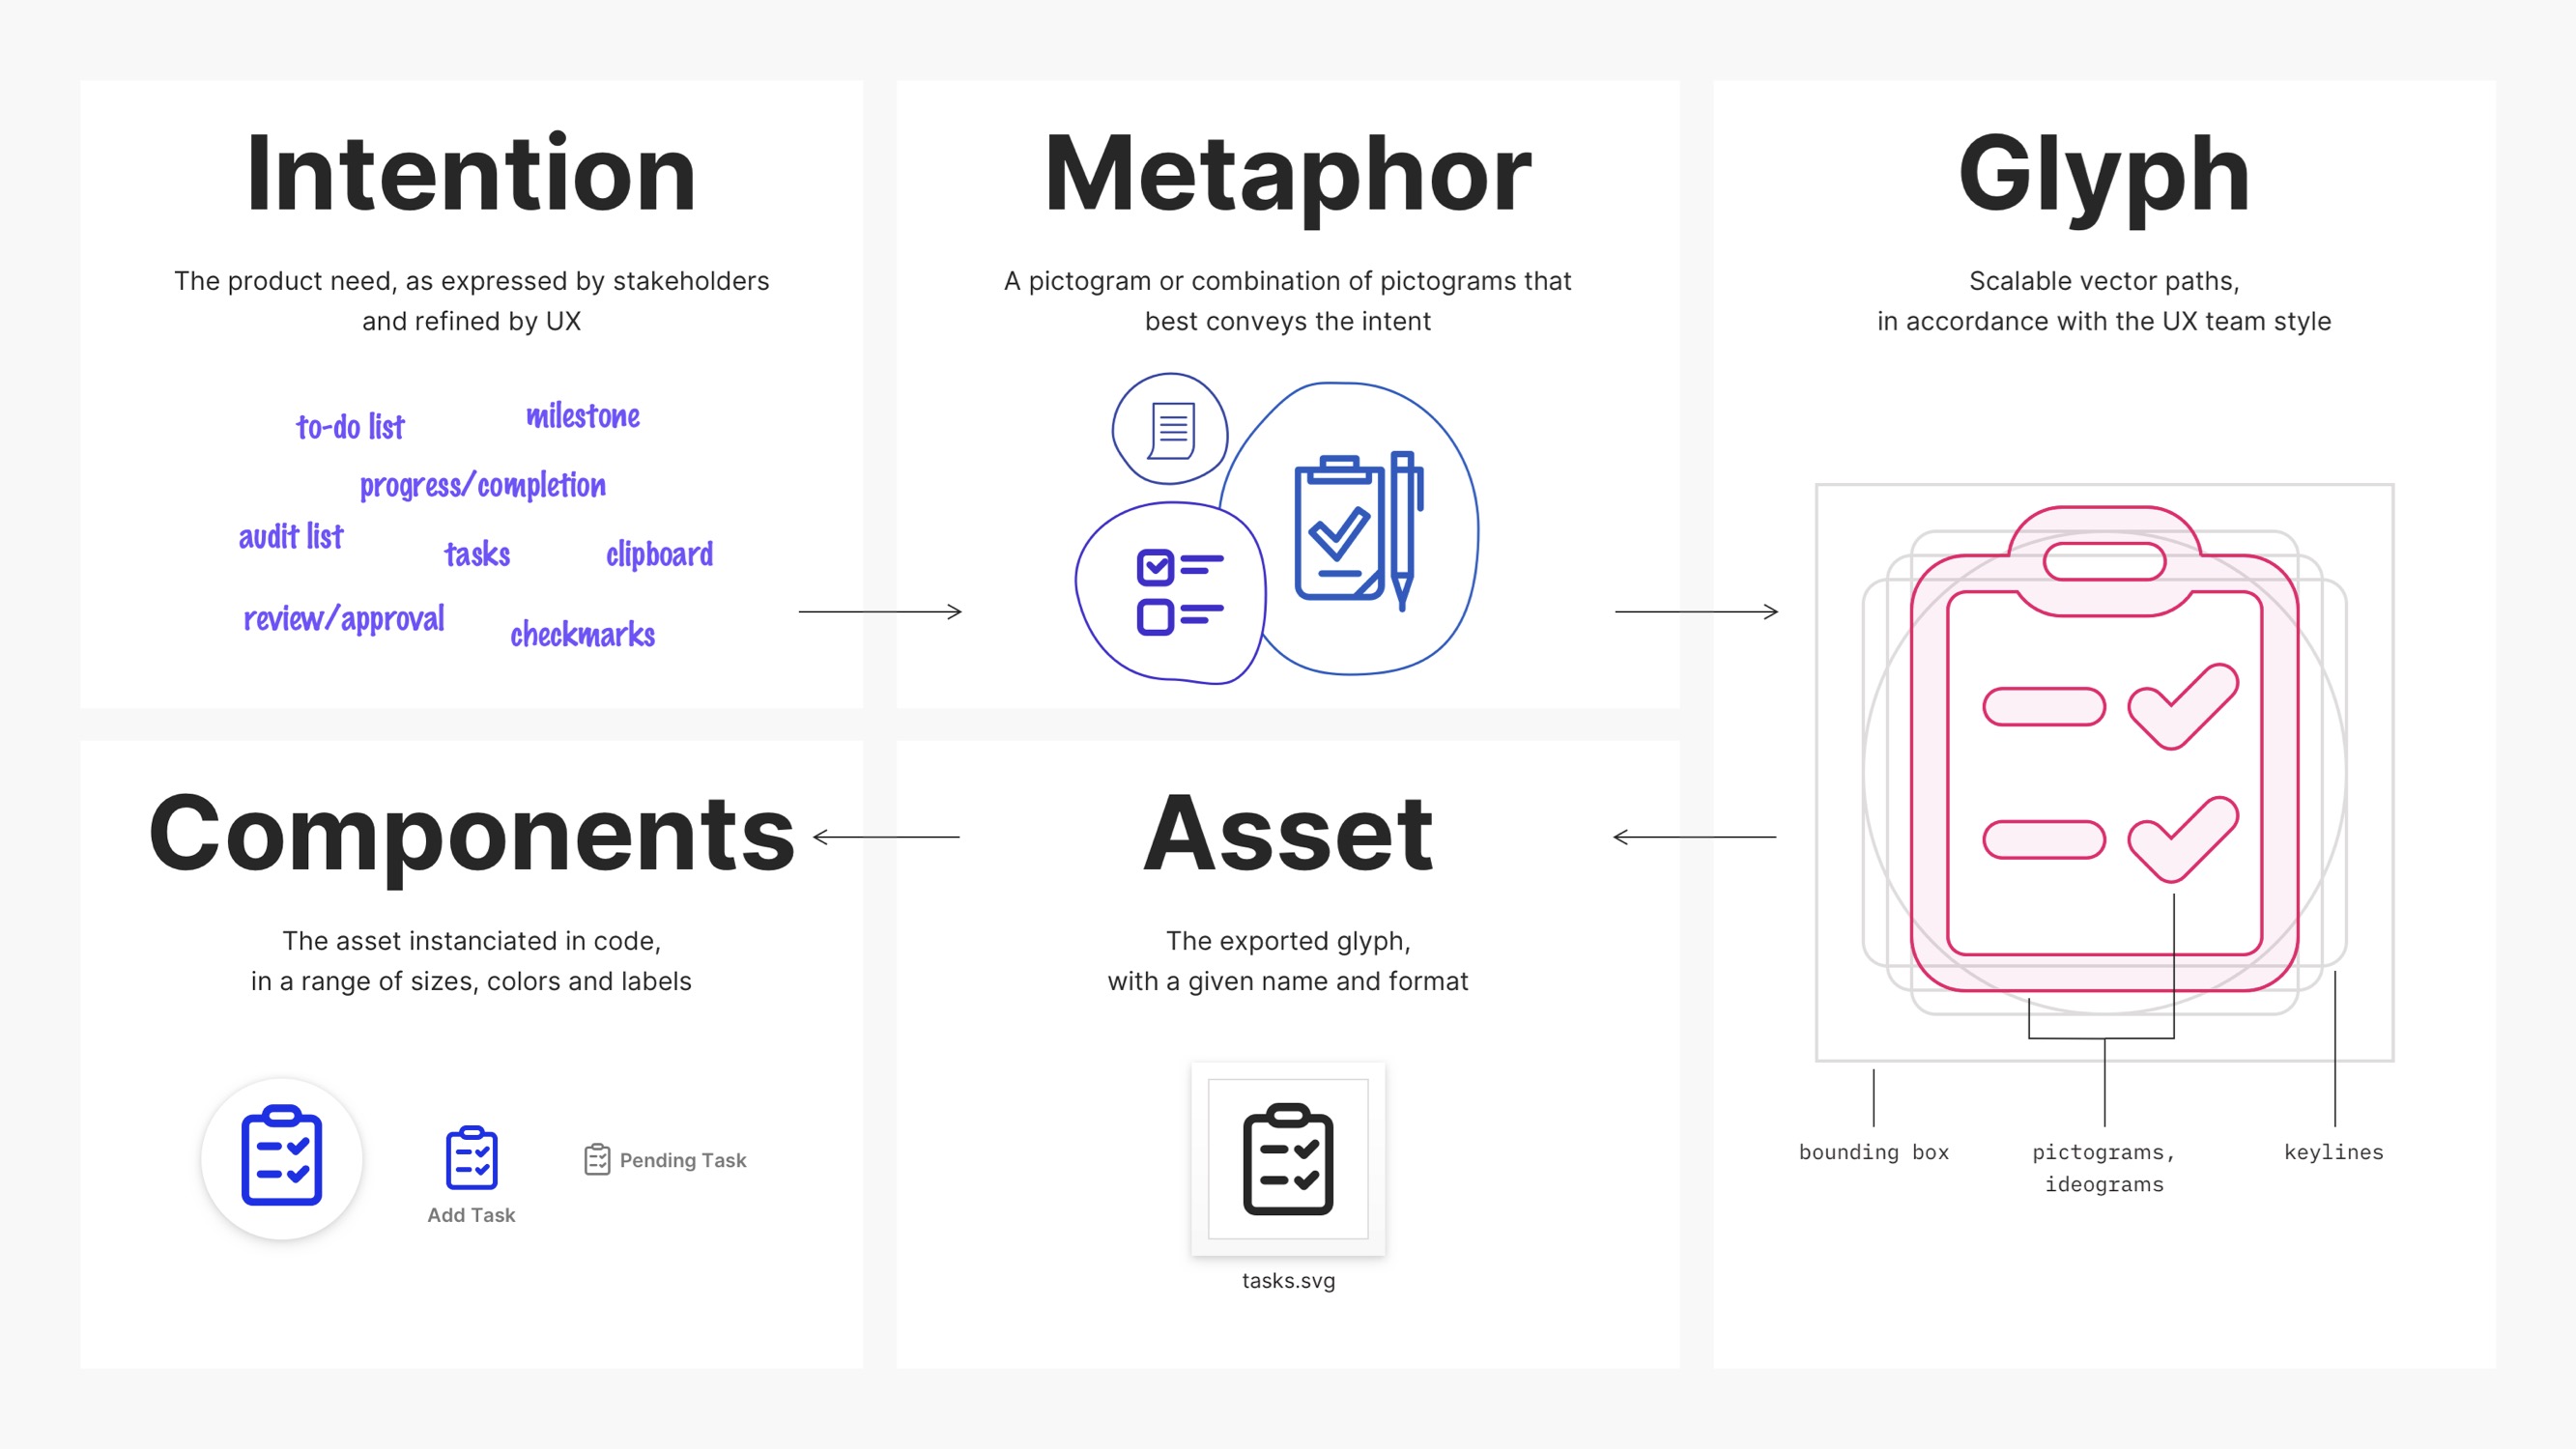 Intention
The product need, as expressed by stakeholders
and refined by UX
to-do list
milestone
progress/completion
audit list
tasks
clipboard
review/approval
checkmarks
Metaphor
A pictogram or combination of pictograms that
best conveys the intent
Glyph
Scalable vector paths,
in accordance with the UX team style
bounding box
pictograms,
ideograms
keylines
Asset
The exported glyph,
with a given name and format
tasks.svg
Components
The asset instanciated in code,
in a range of sizes, colors and labels
Add Task
Pending Task